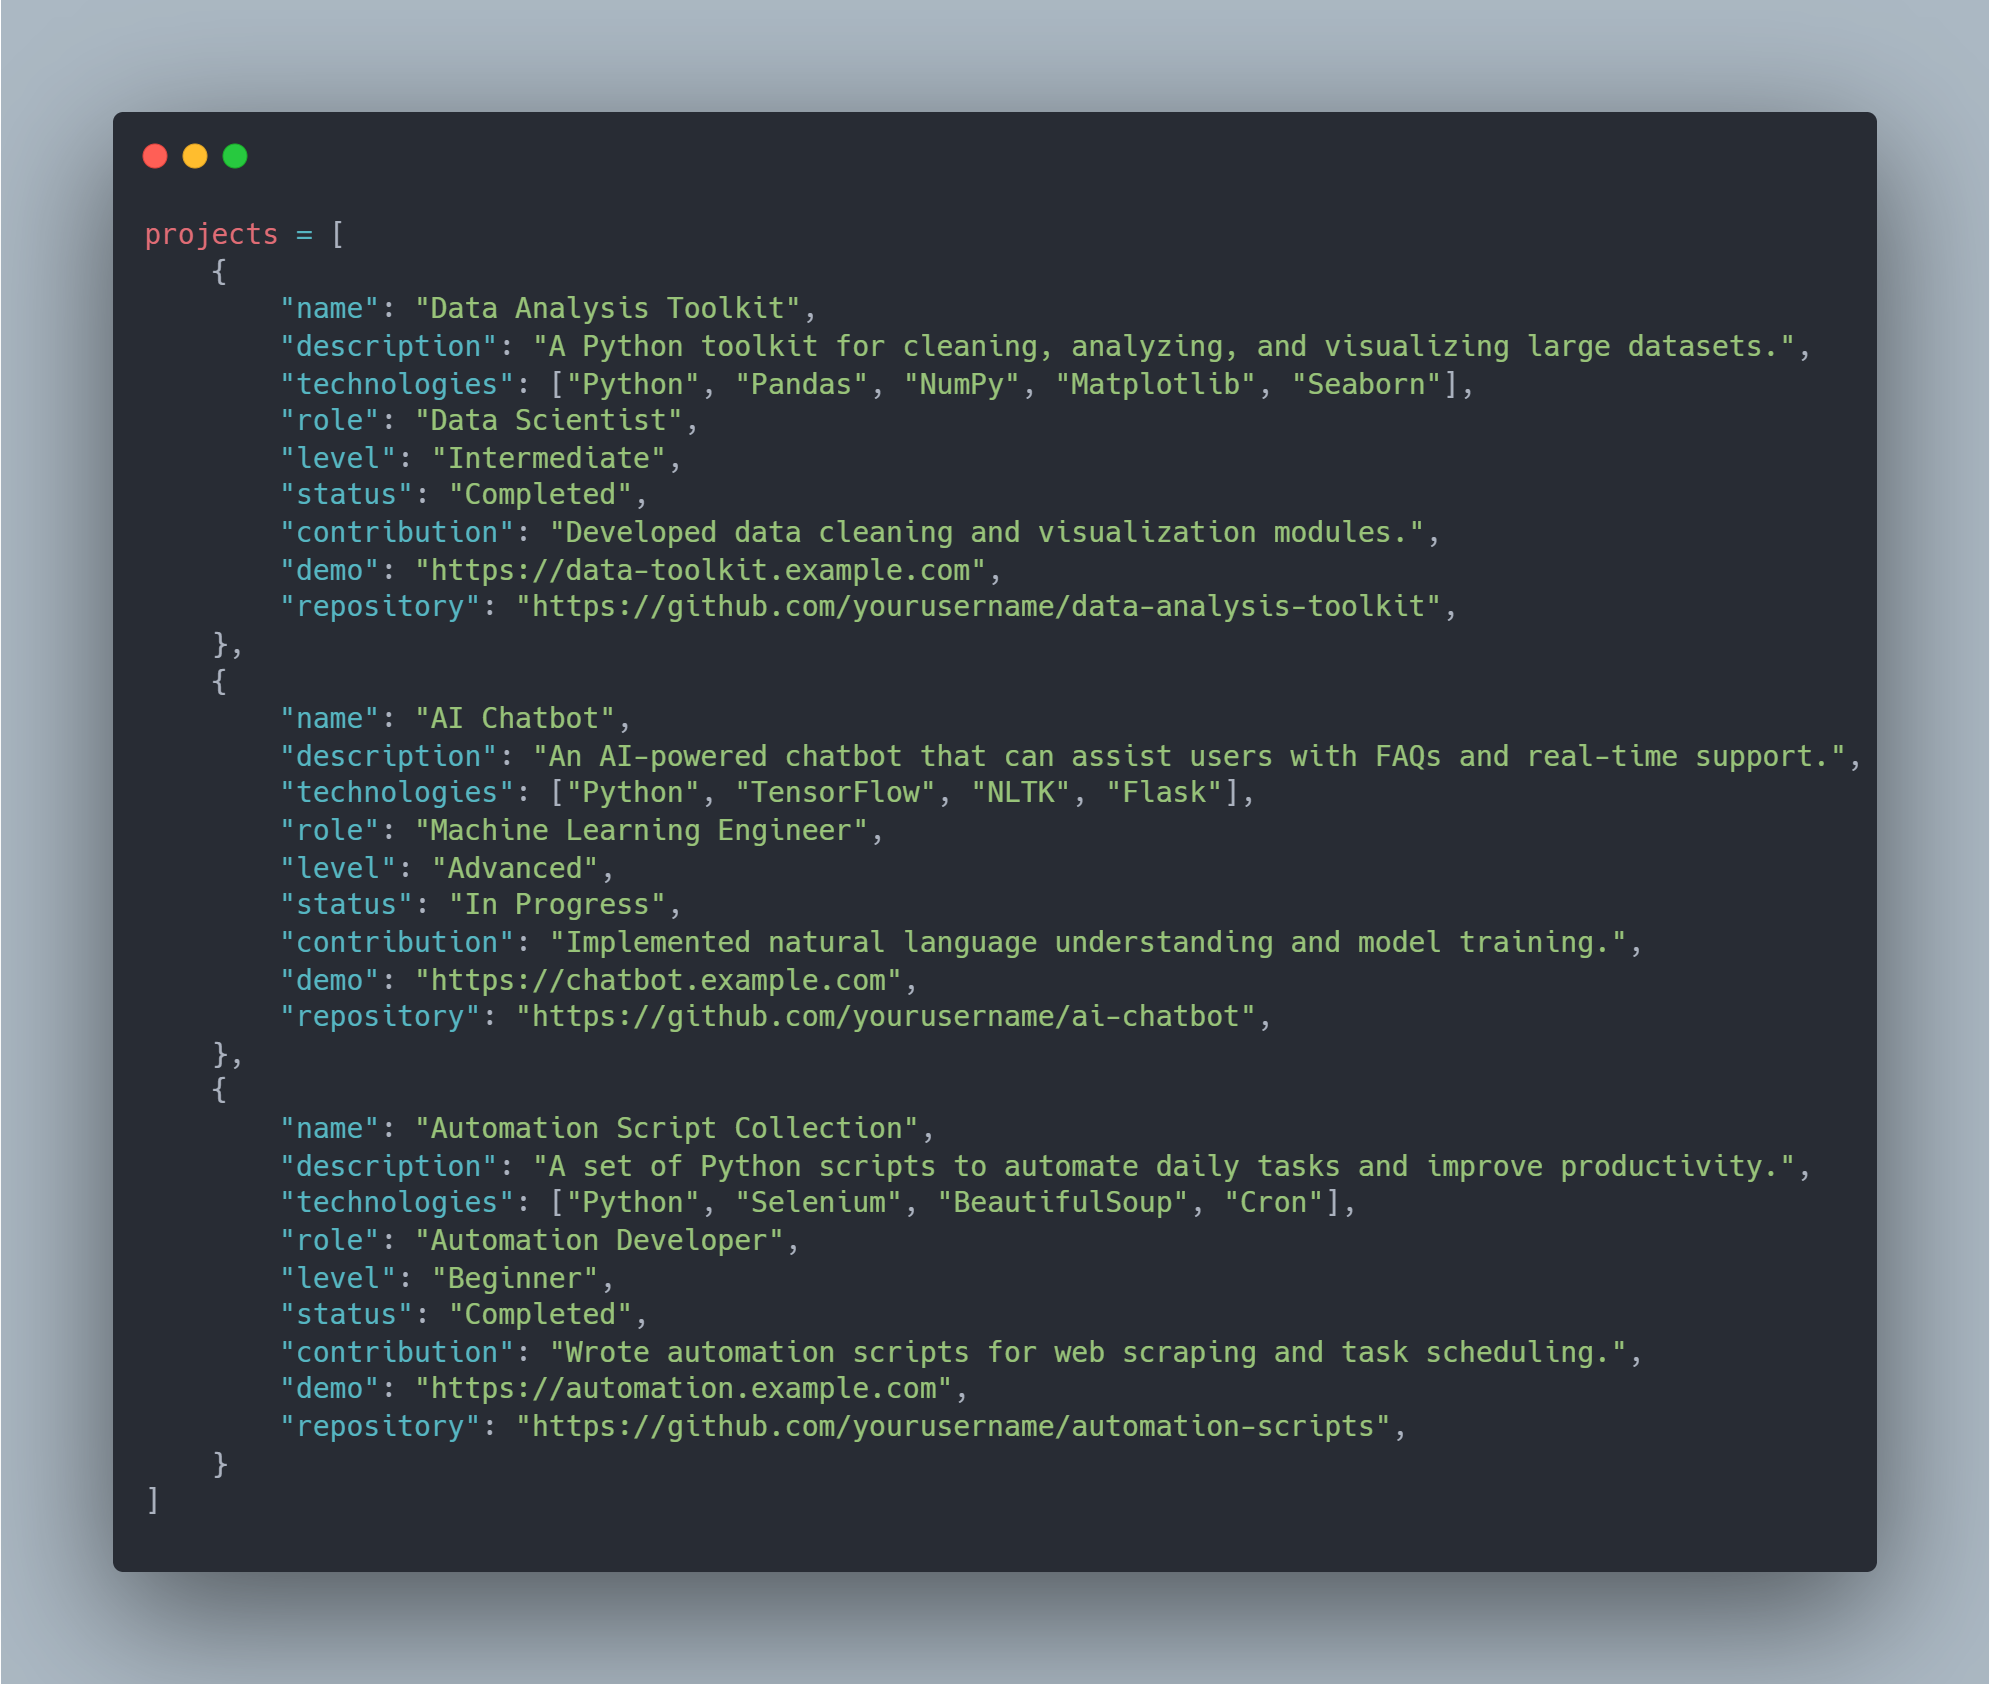 projects = [
    {
        "name": "Data Analysis Toolkit",
        "description": "A Python toolkit for cleaning, analyzing, and visualizing large datasets.",
        "technologies": ["Python", "Pandas", "NumPy", "Matplotlib", "Seaborn"],
        "role": "Data Scientist",
        "level": "Intermediate",
        "status": "Completed",
        "contribution": "Developed data cleaning and visualization modules.",
        "demo": "https://data-toolkit.example.com",
        "repository": "https://github.com/yourusername/data-analysis-toolkit",
    },
    {
        "name": "AI Chatbot",
        "description": "An AI-powered chatbot that can assist users with FAQs and real-time support.",
        "technologies": ["Python", "TensorFlow", "NLTK", "Flask"],
        "role": "Machine Learning Engineer",
        "level": "Advanced",
        "status": "In Progress",
        "contribution": "Implemented natural language understanding and model training.",
        "demo": "https://chatbot.example.com",
        "repository": "https://github.com/yourusername/ai-chatbot",
    },
    {
        "name": "Automation Script Collection",
        "description": "A set of Python scripts to automate daily tasks and improve productivity.",
        "technologies": ["Python", "Selenium", "BeautifulSoup", "Cron"],
        "role": "Automation Developer",
        "level": "Beginner",
        "status": "Completed",
        "contribution": "Wrote automation scripts for web scraping and task scheduling.",
        "demo": "https://automation.example.com",
        "repository": "https://github.com/yourusername/automation-scripts",
    }
]